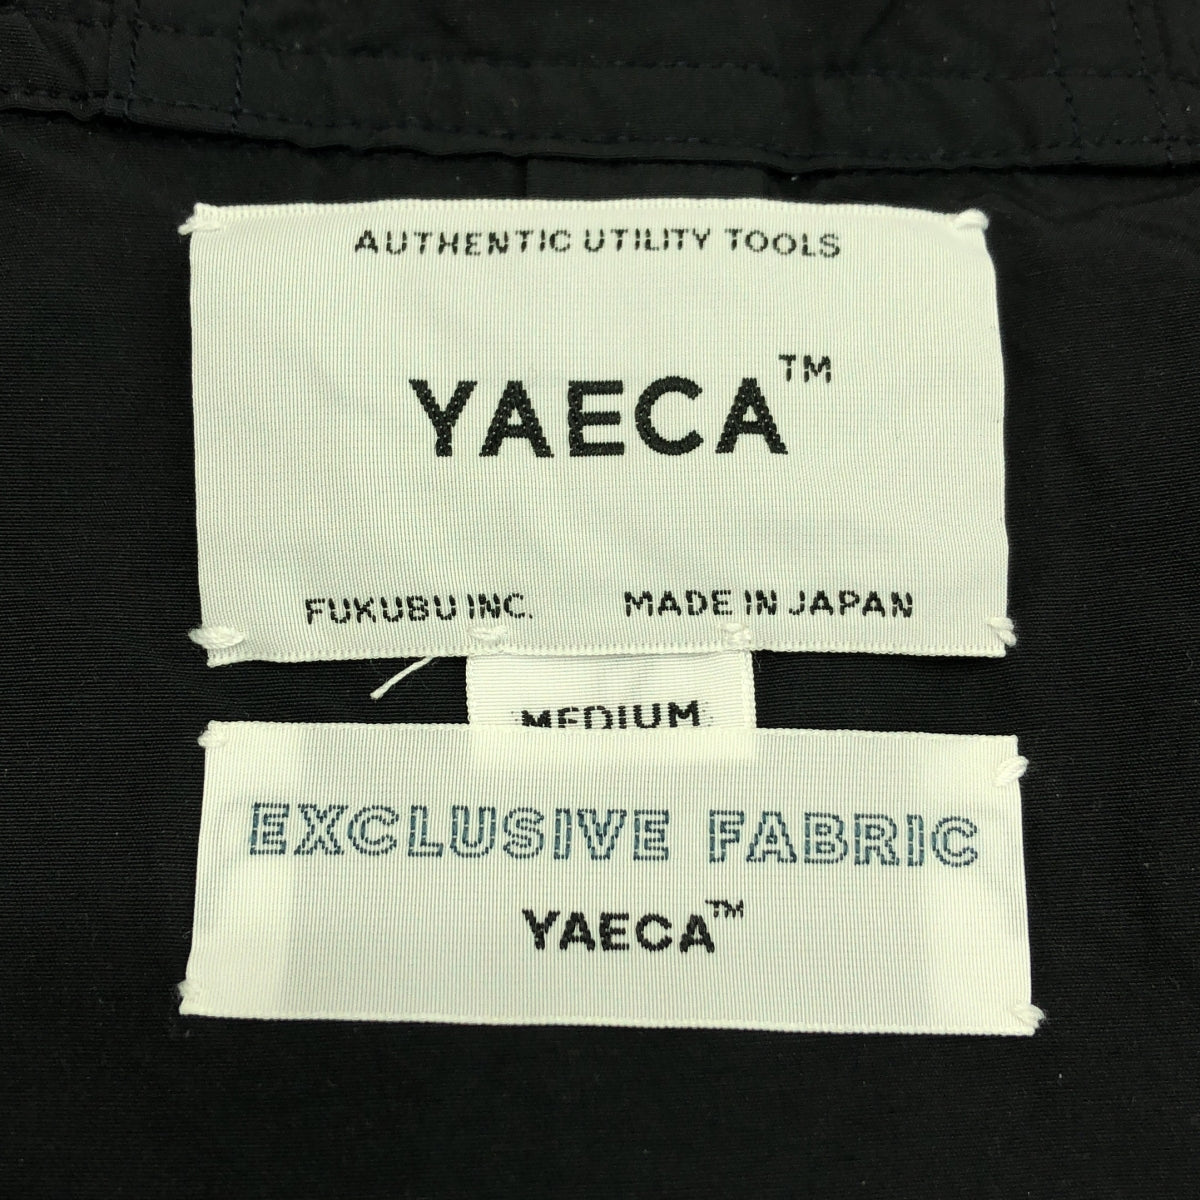 AUTHENTIC UTILITY TOOLS
YAECA™
FUKUBU INC. MADE IN JAPAN
MEDIUM
EXCLUSIVE FABRIC
YAECA™